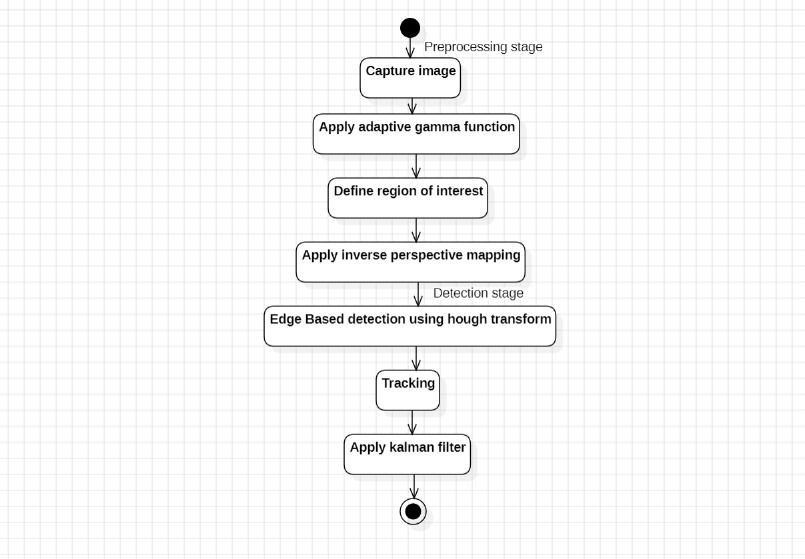 Preprocessing stage
Capture image
Apply adaptive gamma function
Define region of interest
Apply inverse perspective mapping
Detection stage
Edge Based detection using hough transform
Tracking
Apply kalman filter